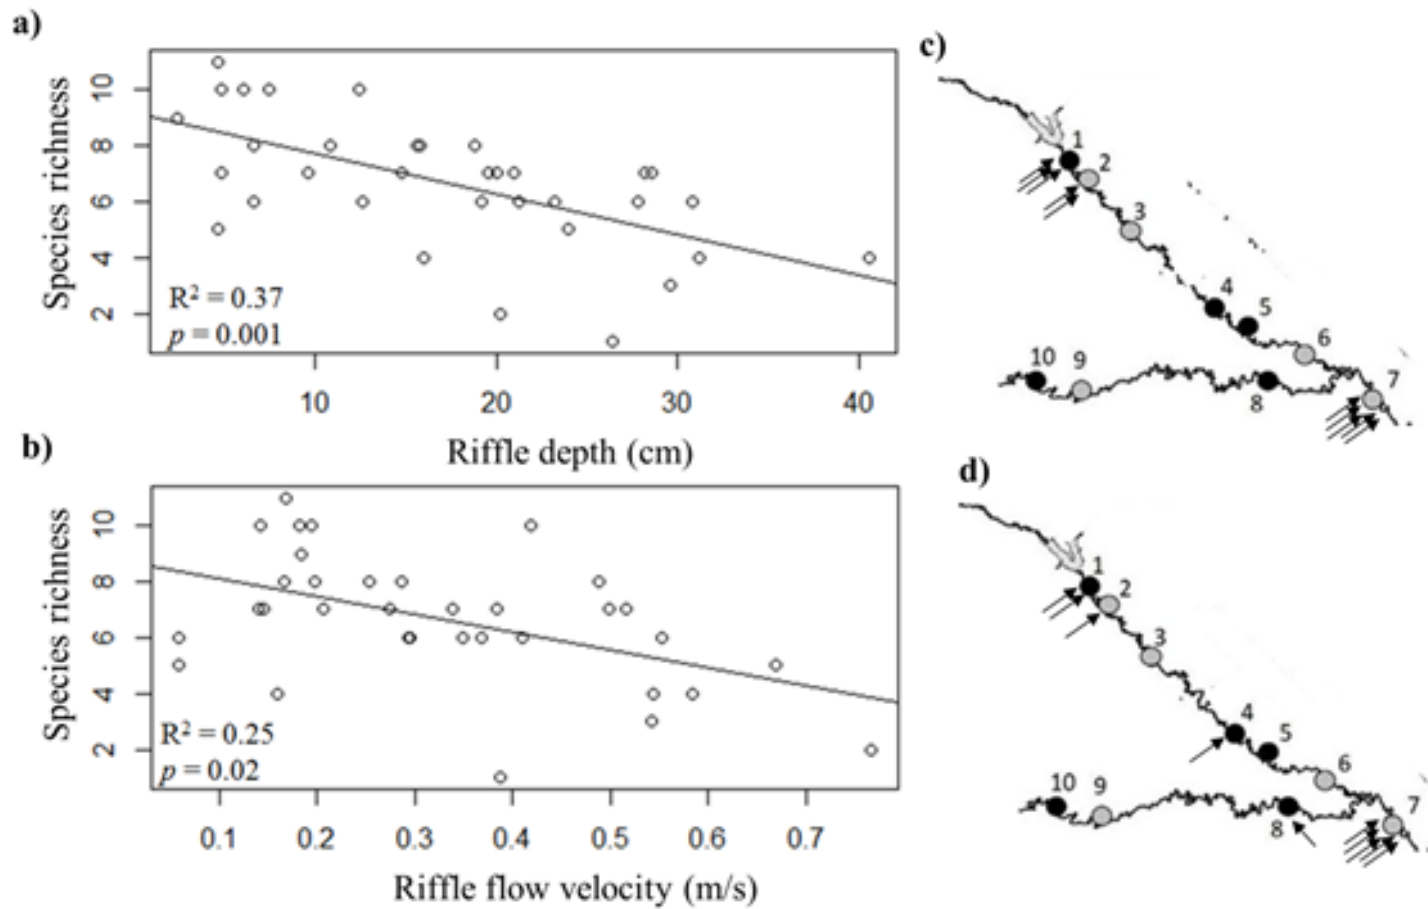 a)
Species richness
10
8
6
4
2
R² = 0.37
p = 0.001
10 20 30 40
Riffle depth (cm)
b)
Species richness
10
8
6
4
2
R² = 0.25
p = 0.02
0.1 0.2 0.3 0.4 0.5 0.6 0.7
Riffle flow velocity (m/s)
c)
1
2
3
4
5
6
10 9
8
7
d)
1
2
3
4
5
6
10 9
8
7